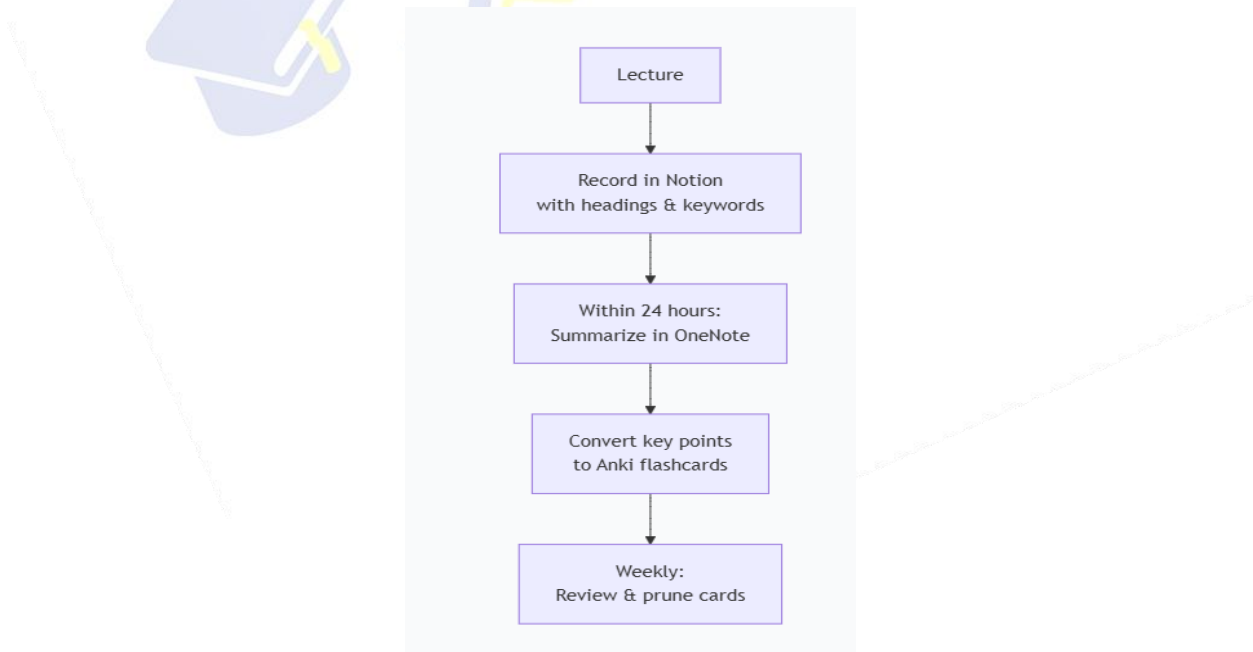 Lecture
Record in Notion
with headings & keywords
Within 24 hours:
Summarize in OneNote
Convert key points
to Anki flashcards
Weekly:
Review & prune cards